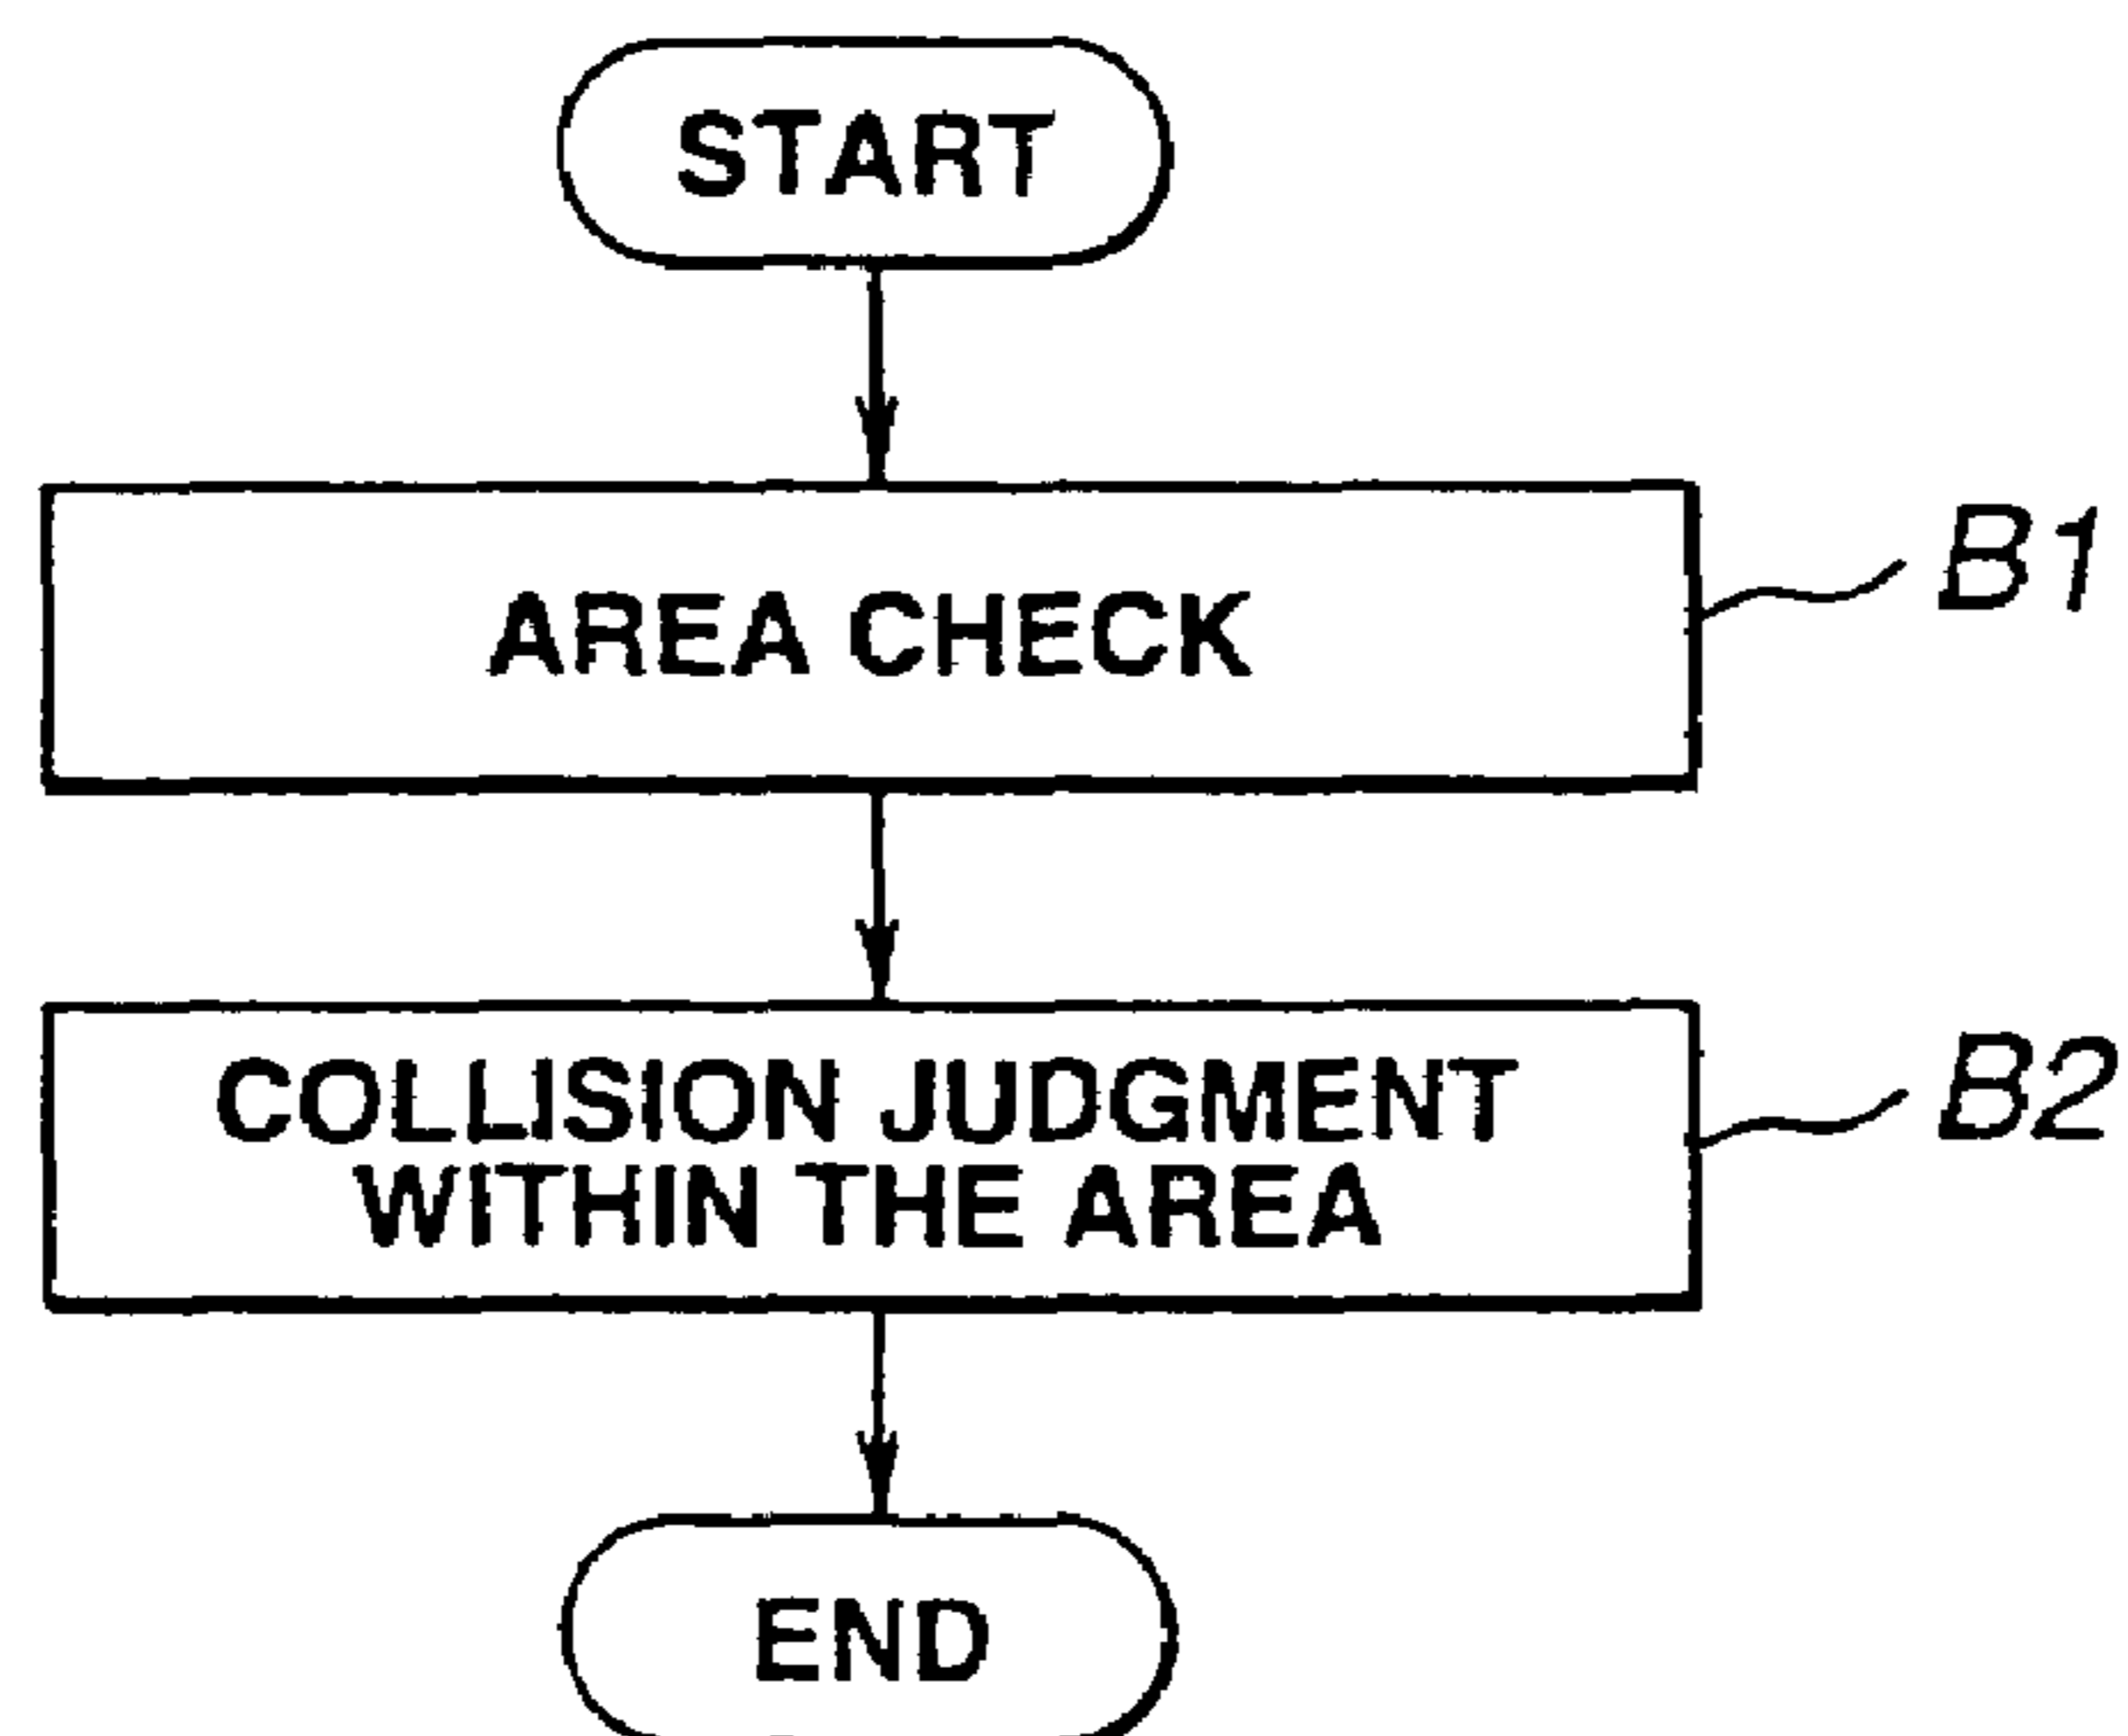 START
AREA CHECK
B1
COLLISION JUDGMENT
WITHIN THE AREA
B2
END